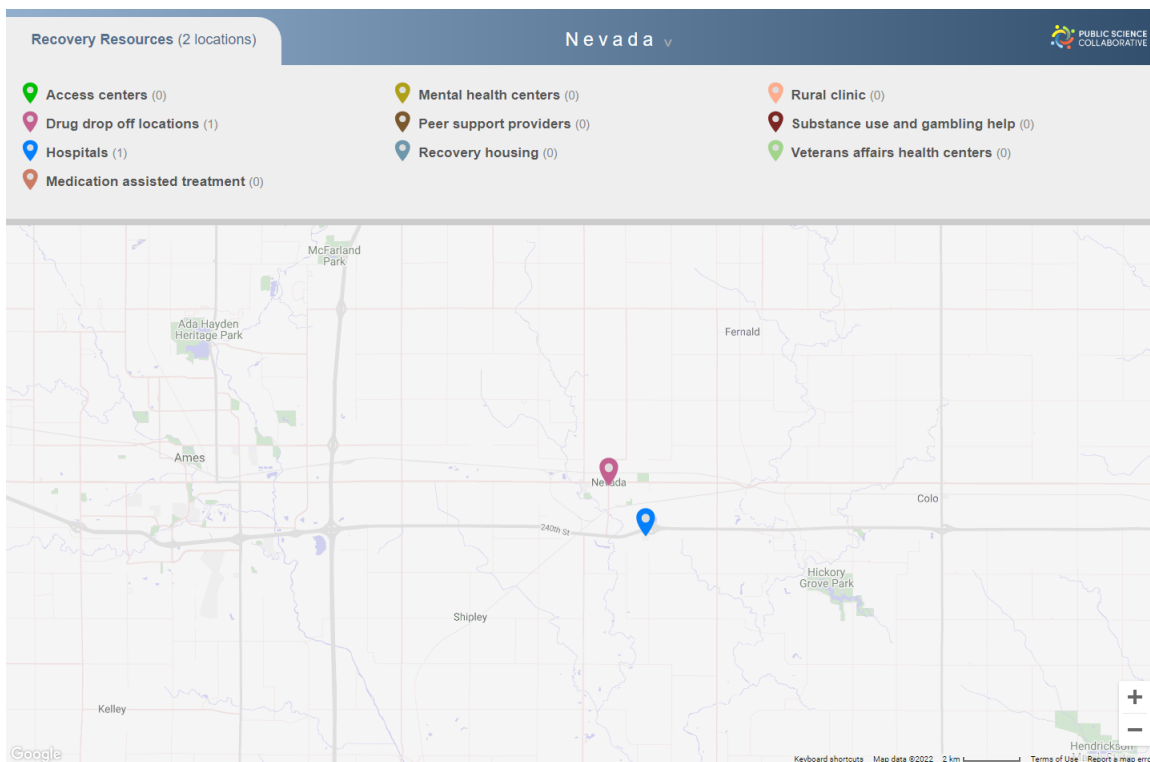 Recovery Resources (2 locations)
Nevada v
PUBLIC SCIENCE
COLLABORATIVE
Access centers (0)
Mental health centers (0)
Rural clinic (0)
Drug drop off locations (1)
Peer support providers (0)
Substance use and gambling help (0)
Hospitals (1)
Recovery housing (0)
Veterans affairs health centers (0)
Medication assisted treatment (0)
McFarland
Park
Ada Hayden
Heritage Park
Fernald
Ames
Nevada
Colo
240th St
Hickory
Grove Park
Shipley
Kelley
+
−
Hendrickson
Google
Keyboard shortcuts Map data ©2022 2 km Terms of Use Report a map erro